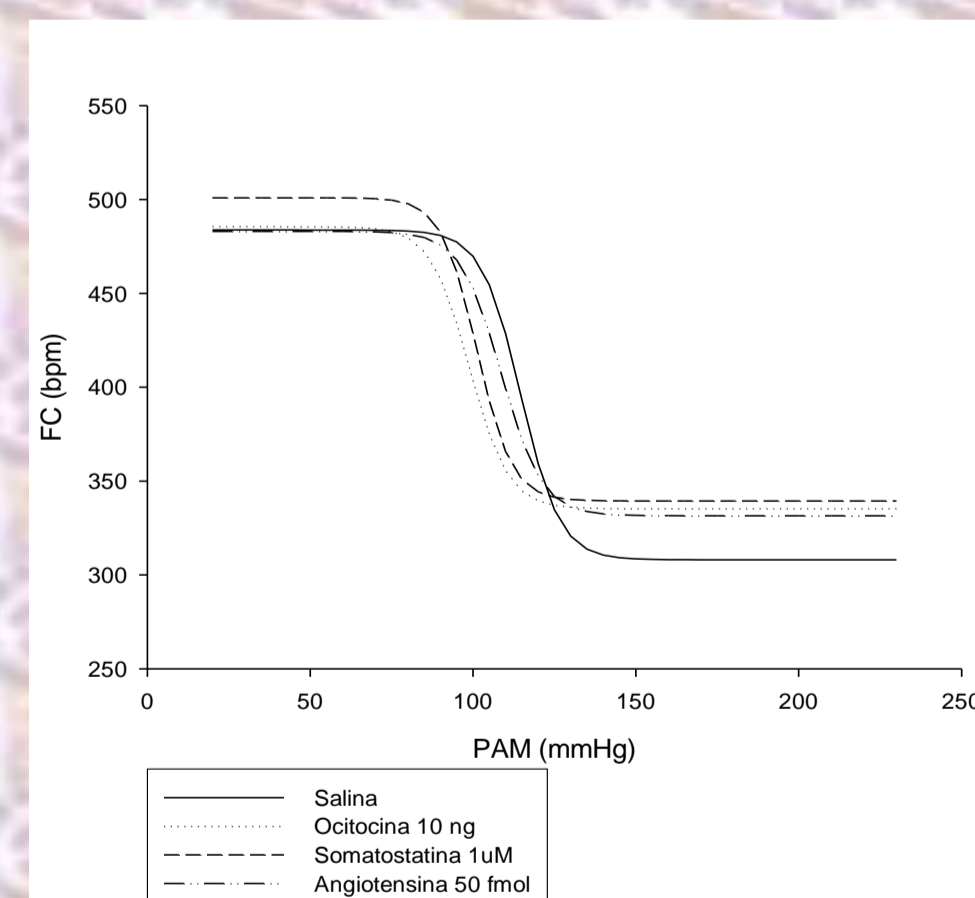 550
500
450
400
350
300
250
FC (bpm)
0 50 100 150 200 250
PAM (mmHg)
Salina
Ocitocina 10 ng
Somatostatina 1uM
Angiotensina 50 fmol